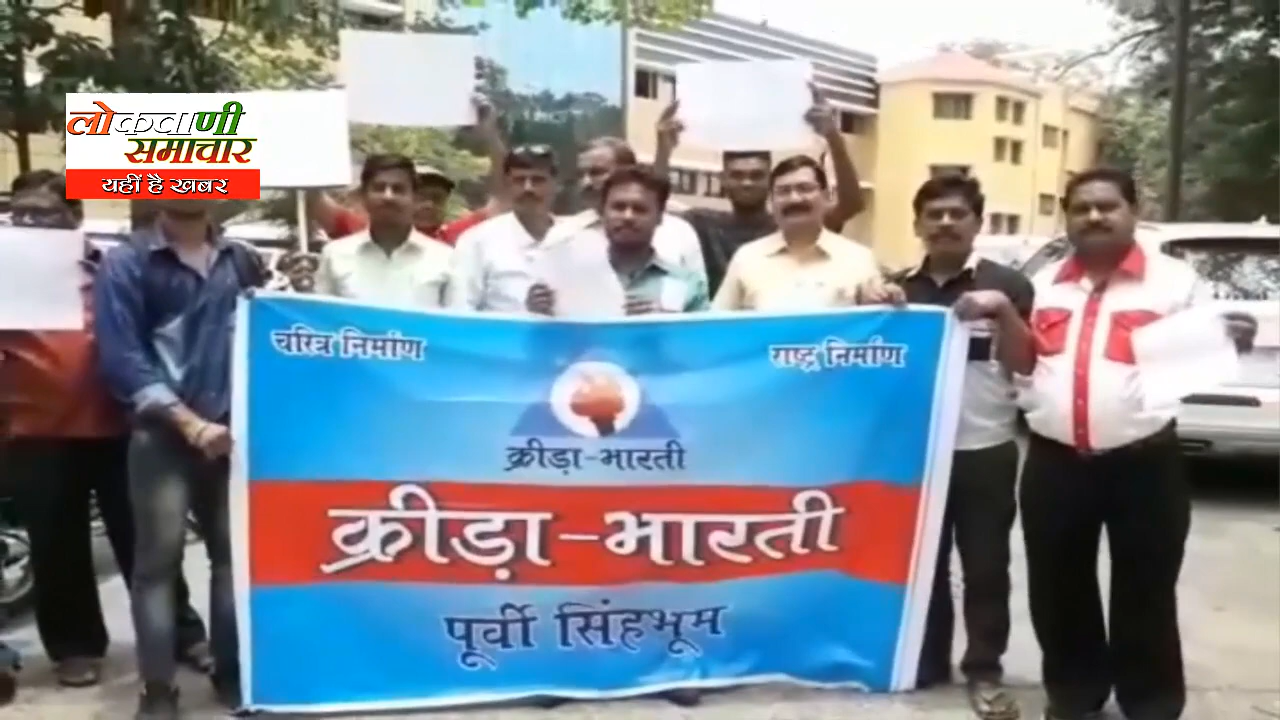 लोकवाणी
समाचार
यहीं है खबर
चरित्र निर्माण
राष्ट्र निर्माण
क्रीड़ा-भारती
क्रीड़ा-भारती
पूर्वी सिंहभूम